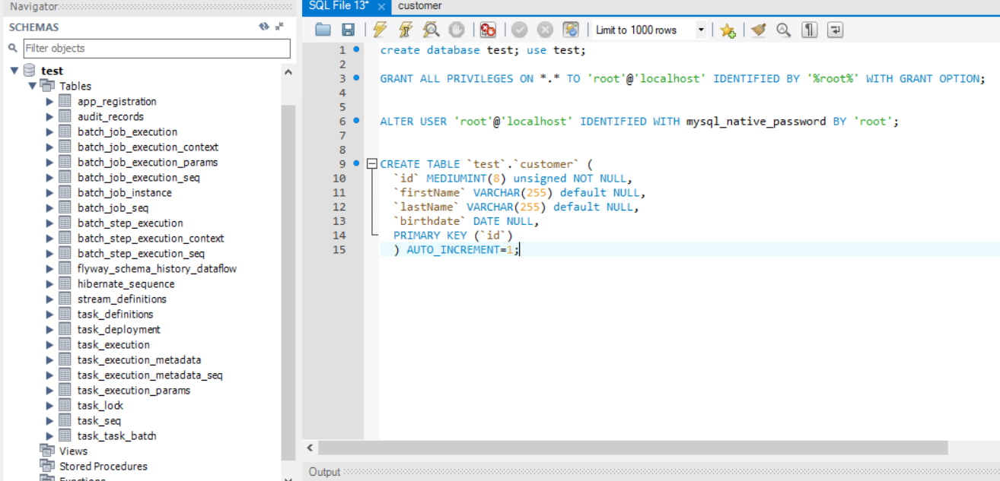 Navigator
SCHEMAS
Filter objects
test
Tables
app_registration
audit_records
batch_job_execution
batch_job_execution_context
batch_job_execution_params
batch_job_execution_seq
batch_job_instance
batch_job_seq
batch_step_execution
batch_step_execution_context
batch_step_execution_seq
flyway_schema_history_dataflow
hibernate_sequence
stream_definitions
task_definitions
task_deployment
task_execution
task_execution_metadata
task_execution_metadata_seq
task_execution_params
task_lock
task_seq
task_task_batch
Views
Stored Procedures
Functions
SQL File 13* × customer
Limit to 1000 rows
1 create database test; use test;
2
3 GRANT ALL PRIVILEGES ON *.* TO 'root'@'localhost' IDENTIFIED BY '%root%' WITH GRANT OPTION;
4
5
6 ALTER USER 'root'@'localhost' IDENTIFIED WITH mysql_native_password BY 'root';
7
8
9 CREATE TABLE `test`.`customer` (
10 `id` MEDIUMINT(8) unsigned NOT NULL,
11 `firstName` VARCHAR(255) default NULL,
12 `lastName` VARCHAR(255) default NULL,
13 `birthdate` DATE NULL,
14 PRIMARY KEY (`id`)
15 ) AUTO_INCREMENT=1;
Output